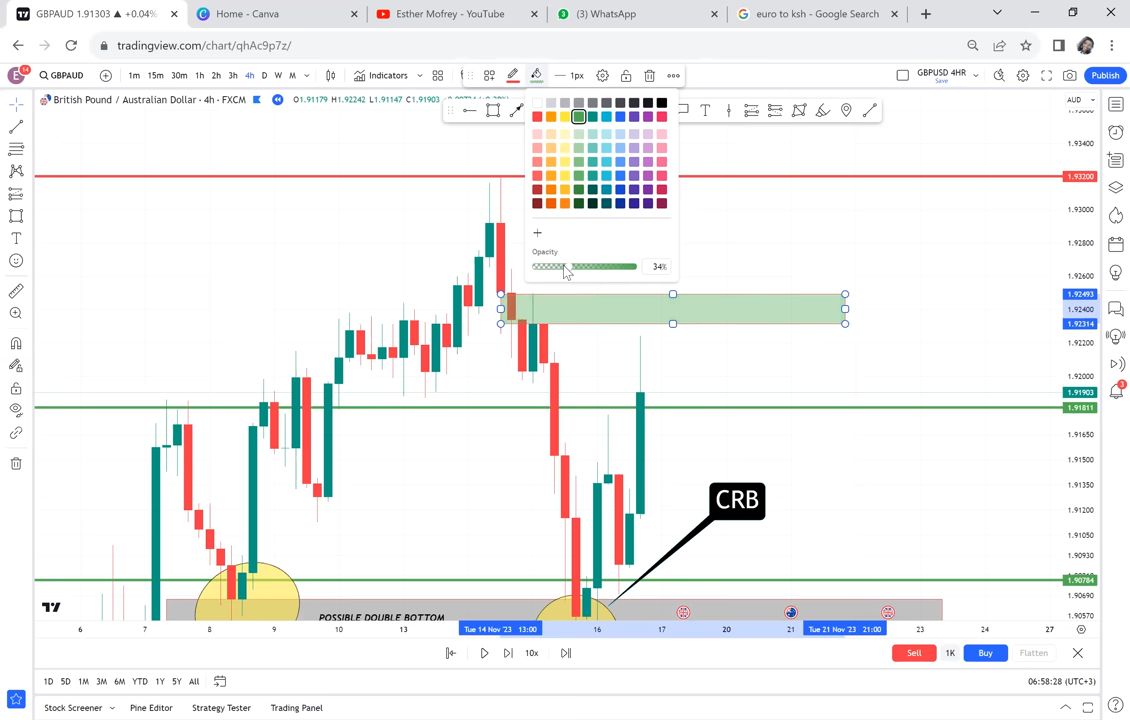 GBPAUD 1.91303 ▲ +0.04%
Home - Canva
Esther Mofrey - YouTube
(3) WhatsApp
euro to ksh - Google Search
tradingview.com/chart/qhAc9p7z/
E 14
GBPAUD
1m 15m 30m 1h 2h 3h 4h D W M
Indicators
1px
GBPUSD 4HR
Save
Publish
British Pound / Australian Dollar · 4h · FXCM
O1.91179 H1.92242 L1.91147 C1.91903
AUD
Opacity
34%
1.93400
1.93200
1.93000
1.92800
1.92600
1.92493
1.92400
1.92314
1.92200
1.92000
1.91903
1.91811
1.91650
1.91500
1.91350
1.91200
1.91050
1.90930
1.90784
1.90690
1.90570
CRB
POSSIBLE DOUBLE BOTTOM
6 7 8 9 10 13 Tue 14 Nov '23 13:00 16 17 20 21 Tue 21 Nov '23 21:00 23 24 27
10x
Sell 1K Buy Flatten
1D 5D 1M 3M 6M YTD 1Y 5Y All
06:58:28 (UTC+3)
Stock Screener
Pine Editor
Strategy Tester
Trading Panel
3